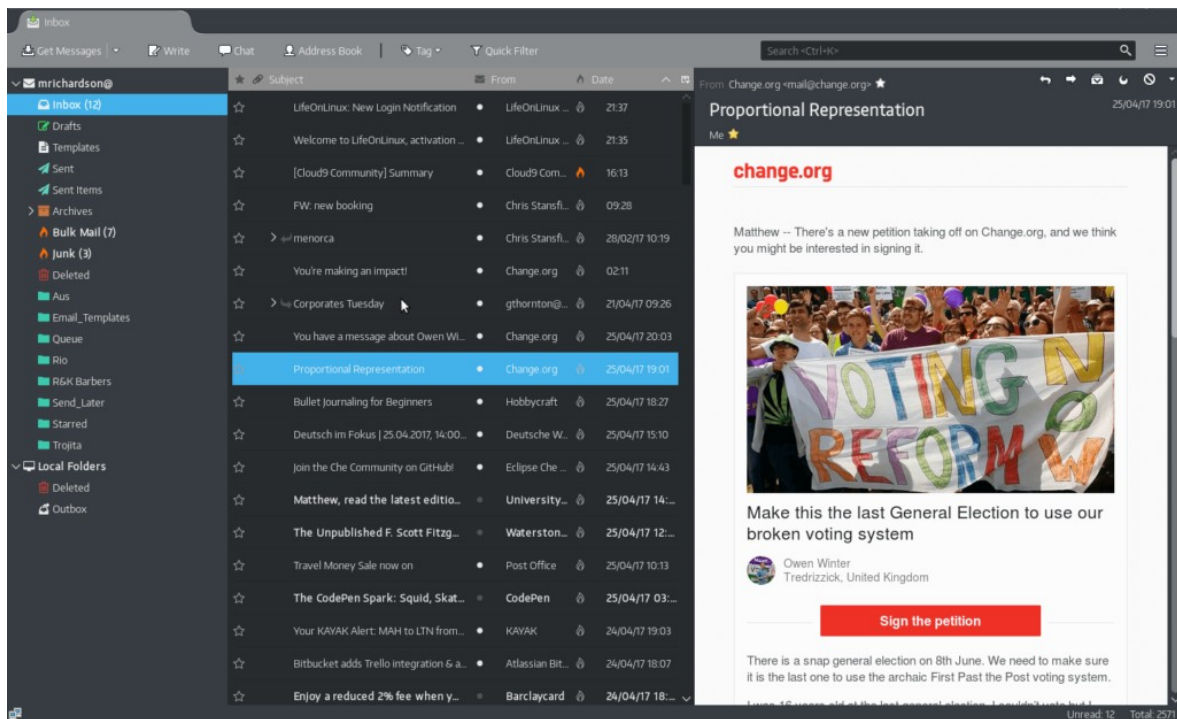 Inbox
Get Messages
Write
Chat
Address Book
Tag
Quick Filter
Search <Ctrl+K>
mrichardson@
Inbox (12)
Drafts
Templates
Sent
Sent Items
Archives
Bulk Mail (7)
Junk (3)
Deleted
Aus
Email_Templates
Queue
Rio
R&K Barbers
Send_Later
Starred
Trojita
Local Folders
Deleted
Outbox
Subject From Date
LifeOnLinux: New Login Notification LifeOnLinux ... 21:37
Welcome to LifeOnLinux, activation ... LifeOnLinux ... 21:35
[Cloud9 Community] Summary Cloud9 Com... 16:13
FW: new booking Chris Stansfi... 09:28
menorca Chris Stansfi... 28/02/17 10:19
You're making an impact! Change.org 02:11
Corporates Tuesday gthornton@... 21/04/17 09:26
You have a message about Owen Wi... Change.org 25/04/17 20:03
Proportional Representation Change.org 25/04/17 19:01
Bullet Journaling for Beginners Hobbycraft 25/04/17 18:27
Deutsch im Fokus | 25.04.2017, 14:00... Deutsche W... 25/04/17 15:10
Join the Che Community on GitHub! Eclipse Che ... 25/04/17 14:43
Matthew, read the latest editio... University... 25/04/17 14:...
The Unpublished F. Scott Fitzg... Waterston... 25/04/17 12:...
Travel Money Sale now on Post Office 25/04/17 10:13
The CodePen Spark: Squid, Skat... CodePen 25/04/17 03:...
Your KAYAK Alert: MAH to LTN from... KAYAK 24/04/17 19:03
Bitbucket adds Trello integration & a... Atlassian Bit... 24/04/17 18:07
Enjoy a reduced 2% fee when y... Barclaycard 24/04/17 18:...
From Change.org <mail@change.org>
Proportional Representation 25/04/17 19:01
Me
change.org
Matthew -- There's a new petition taking off on Change.org, and we think
you might be interested in signing it.
VOTING
REFORM
NOW
Make this the last General Election to use our
broken voting system
Owen Winter
Tredrizzick, United Kingdom
Sign the petition
There is a snap general election on 8th June. We need to make sure
it is the last one to use the archaic First Past the Post voting system.
I was 16 years old at the last general election. I couldn't vote but I
Unread: 12 Total: 2571